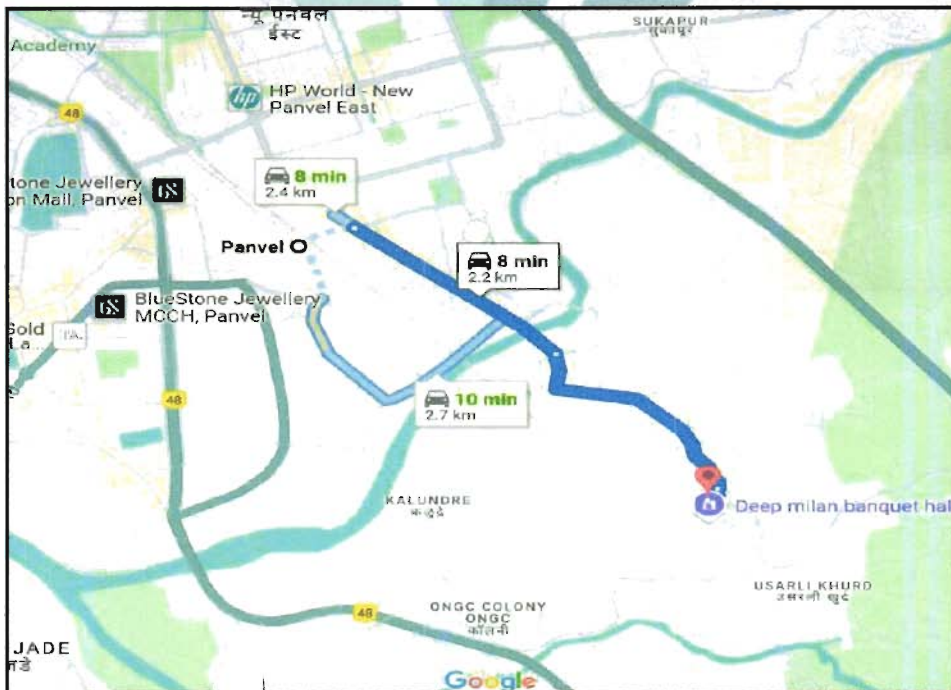 न्यू पनवेल
ईस्ट
SUKAPUR
सुकापूर
Academy
48
hp
HP World - New
Panvel East
8 min
2.4 km
tone Jewellery
on Mall, Panvel
Panvel
8 min
2.2 km
BlueStone Jewellery
MCCH, Panvel
Gold
La...
48
10 min
2.7 km
KALUNDRE
Deep milan banquet hal
USARLI KHURD
उसरली खुर्द
ONGC COLONY
ONGC
कॉलनी
48
JADE
Google